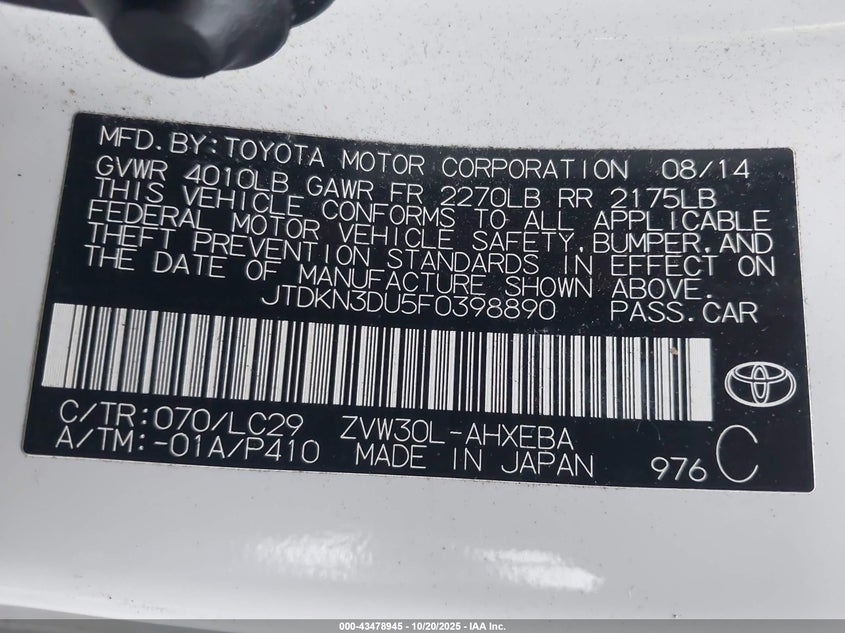 MFD. BY: TOYOTA MOTOR CORPORATION 08/14
GVWR 4010LB GAWR FR 2270LB RR 2175LB
THIS VEHICLE CONFORMS TO ALL APPLICABLE
FEDERAL MOTOR VEHICLE SAFETY, BUMPER, AND
THEFT PREVENTION STANDARDS IN EFFECT ON
THE DATE OF MANUFACTURE SHOWN ABOVE.
JTDKN3DU5F0398890 PASS. CAR
C/TR: 070/LC29 ZVW30L-AHXEBA
A/TM: -01A/P410 MADE IN JAPAN 976 C
000-43478945 - 10/20/2025 - IAA Inc.